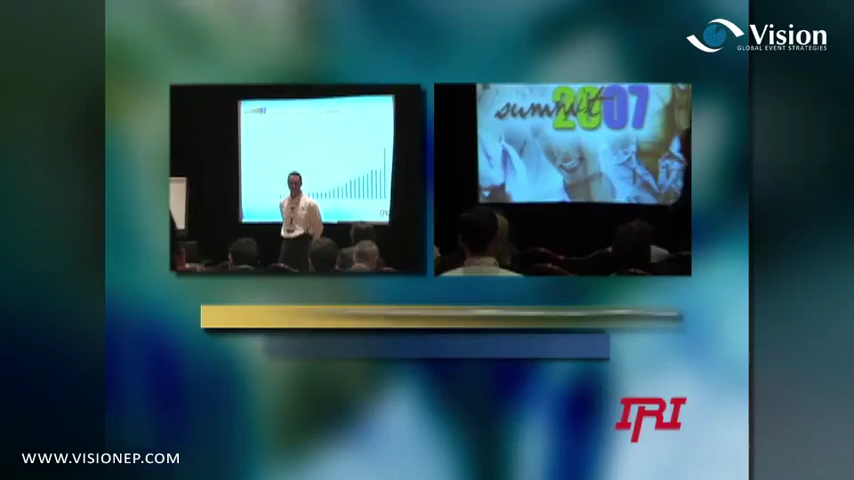 Vision
GLOBAL EVENT STRATEGIES
summit
2007
IRI
WWW.VISIONEP.COM